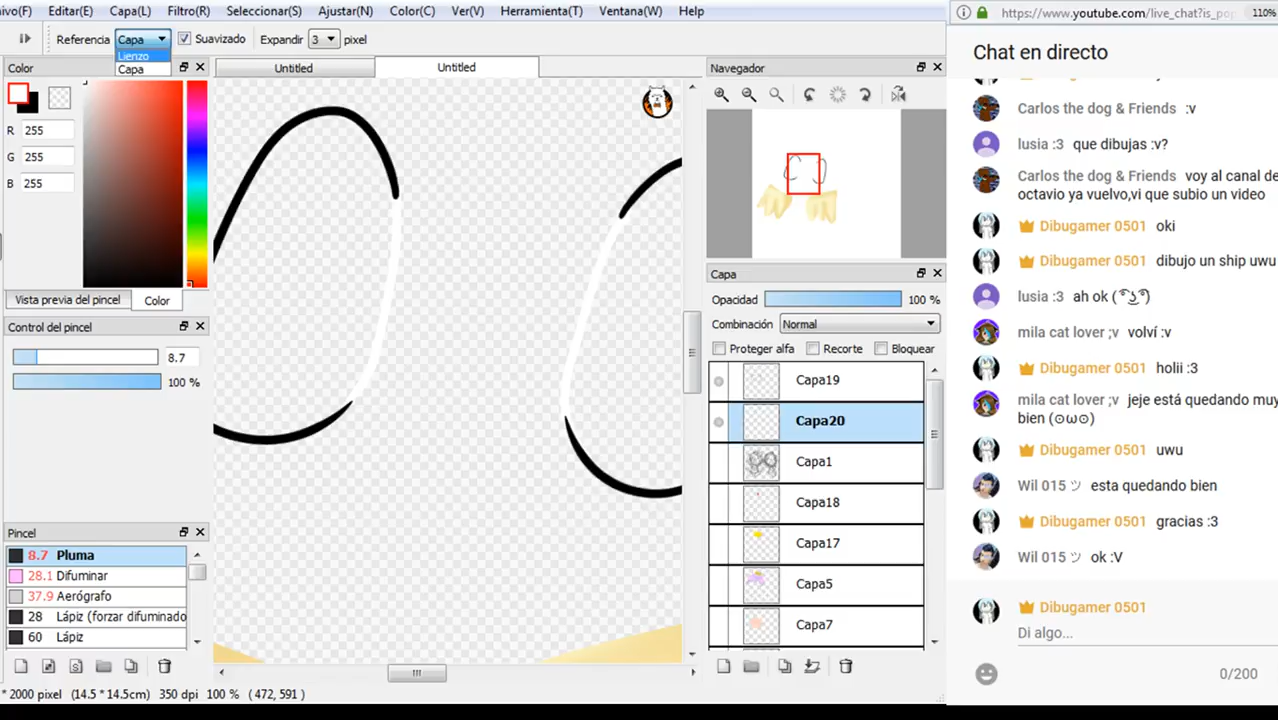 ivo(F) Editar(E) Capa(L) Filtro(R) Seleccionar(S) Ajustar(N) Color(C) Ver(V) Herramienta(T) Ventana(W) Help
Referencia Capa Suavizado Expandir 3 pixel
Lienzo
Capa
Color
Untitled Untitled
R 255
G 255
B 255
Vista previa del pincel Color
Control del pincel
8.7
100 %
Pincel
8.7 Pluma
28.1 Difuminar
37.9 Aerógrafo
28 Lápiz (forzar difuminado
60 Lápiz
* 2000 pixel (14.5 * 14.5cm) 350 dpi 100 % ( 472, 591 )
Navegador
Capa
Opacidad 100 %
Combinación Normal
Proteger alfa Recorte Bloquear
Capa19
Capa20
Capa1
Capa18
Capa17
Capa5
Capa7
https://www.youtube.com/live_chat?is_pop 110%
Chat en directo
Carlos the dog & Friends :v
lusia :3 que dibujas :v?
Carlos the dog & Friends voy al canal de
octavio ya vuelvo,vi que subio un video
Dibugamer 0501 oki
Dibugamer 0501 dibujo un ship uwu
lusia :3 ah ok ( ͡° ͜ʖ ͡°)
mila cat lover ;v volví :v
Dibugamer 0501 holii :3
mila cat lover ;v jeje está quedando muy
bien (⊙ω⊙)
Dibugamer 0501 uwu
Wil 015 ツ esta quedando bien
Dibugamer 0501 gracias :3
Wil 015 ツ ok :V
Dibugamer 0501
Di algo...
0/200